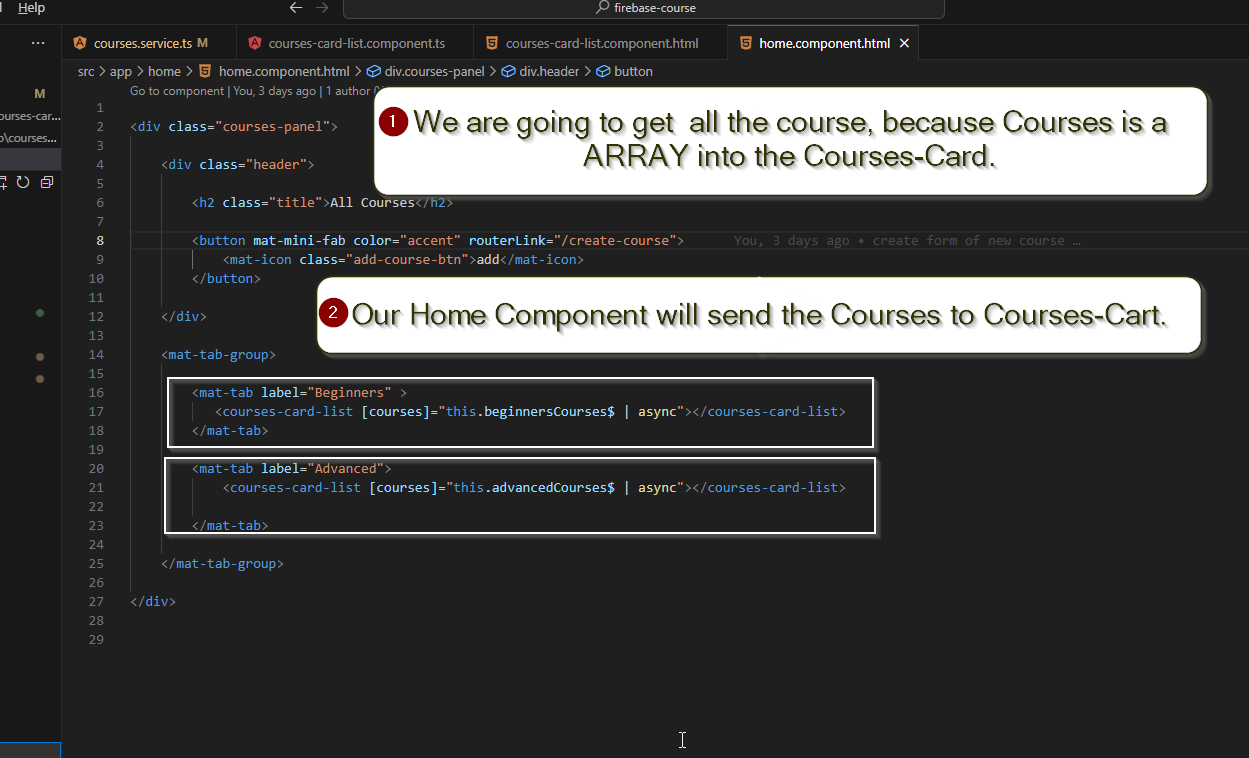 Help
firebase-course
courses.service.ts M
courses-card-list.component.ts
courses-card-list.component.html
home.component.html
src > app > home > home.component.html > div.courses-panel > div.header > button
M
Go to component | You, 3 days ago | 1 author
ourses-car...
o\courses...
1 We are going to get all the course, because Courses is a
ARRAY into the Courses-Card.
1
2 <div class="courses-panel">
3
4 <div class="header">
5
6 <h2 class="title">All Courses</h2>
7
8 <button mat-mini-fab color="accent" routerLink="/create-course"> You, 3 days ago • create form of new course …
9 <mat-icon class="add-course-btn">add</mat-icon>
10 </button>
11
2 Our Home Component will send the Courses to Courses-Cart.
12 </div>
13
14 <mat-tab-group>
15
16 <mat-tab label="Beginners" >
17 <courses-card-list [courses]="this.beginnersCourses$ | async"></courses-card-list>
18 </mat-tab>
19
20 <mat-tab label="Advanced">
21 <courses-card-list [courses]="this.advancedCourses$ | async"></courses-card-list>
22
23 </mat-tab>
24
25 </mat-tab-group>
26
27 </div>
28
29